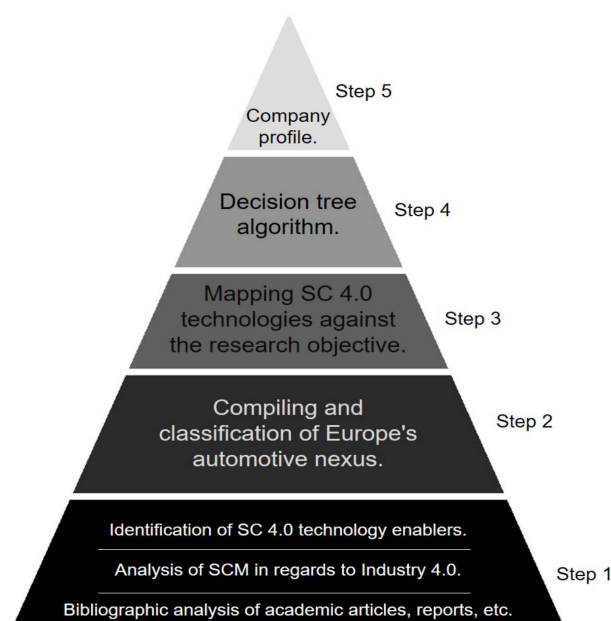 Step 5
Company
profile.
Decision tree
algorithm.
Step 4
Mapping SC 4.0
technologies against
the research objective.
Step 3
Compiling and
classification of Europe's
automotive nexus.
Step 2
Identification of SC 4.0 technology enablers.
Analysis of SCM in regards to Industry 4.0.
Step 1
Bibliographic analysis of academic articles, reports, etc.